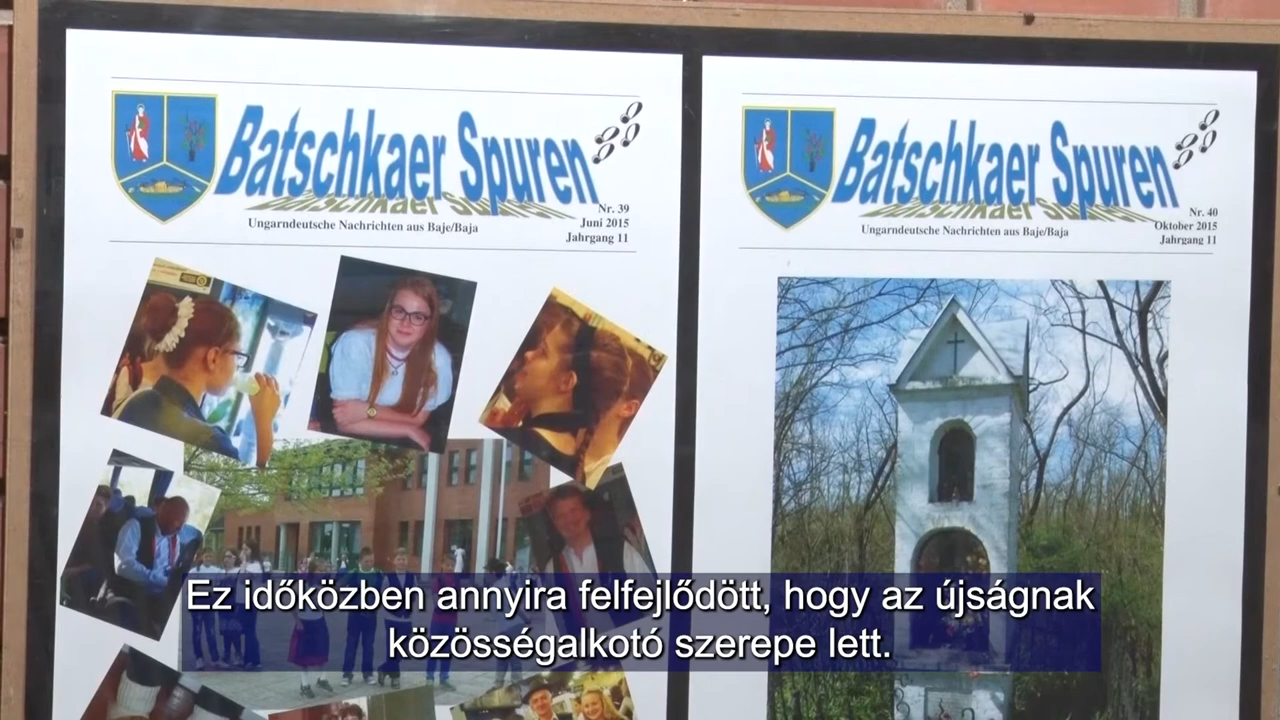 Batschkaer Spuren
Nr. 39
Juni 2015
Jahrgang 11
Ungarndeutsche Nachrichten aus Baje/Baja
Batschkaer Spuren
Nr. 40
Oktober 2015
Jahrgang 11
Ungarndeutsche Nachrichten aus Baje/Baja
Ez időközben annyira felfejlődött, hogy az újságnak
közösségalkotó szerepe lett.